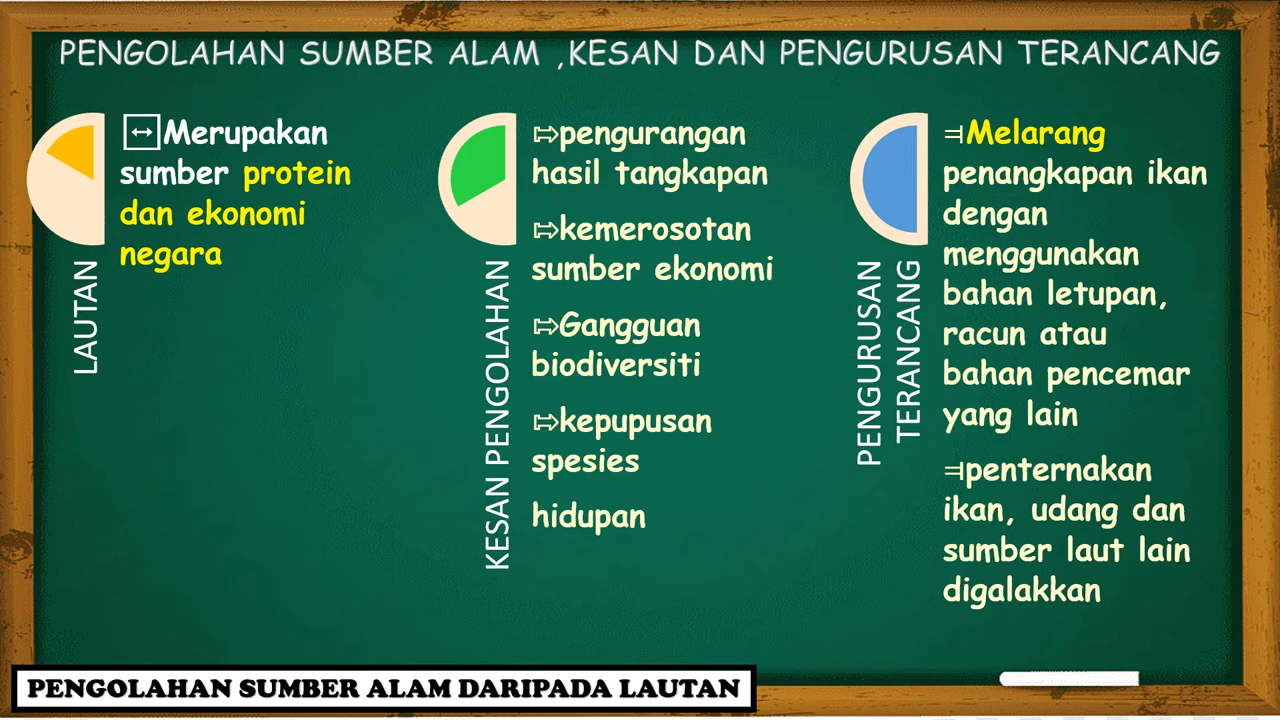 PENGOLAHAN SUMBER ALAM ,KESAN DAN PENGURUSAN TERANCANG
LAUTAN
↔Merupakan
sumber protein
dan ekonomi
negara
KESAN PENGOLAHAN
⤇pengurangan
hasil tangkapan
⤇kemerosotan
sumber ekonomi
⤇Gangguan
biodiversiti
⤇kepupusan
spesies
hidupan
PENGURUSAN
TERANCANG
⫤Melarang
penangkapan ikan
dengan
menggunakan
bahan letupan,
racun atau
bahan pencemar
yang lain
⫤penternakan
ikan, udang dan
sumber laut lain
digalakkan
PENGOLAHAN SUMBER ALAM DARIPADA LAUTAN